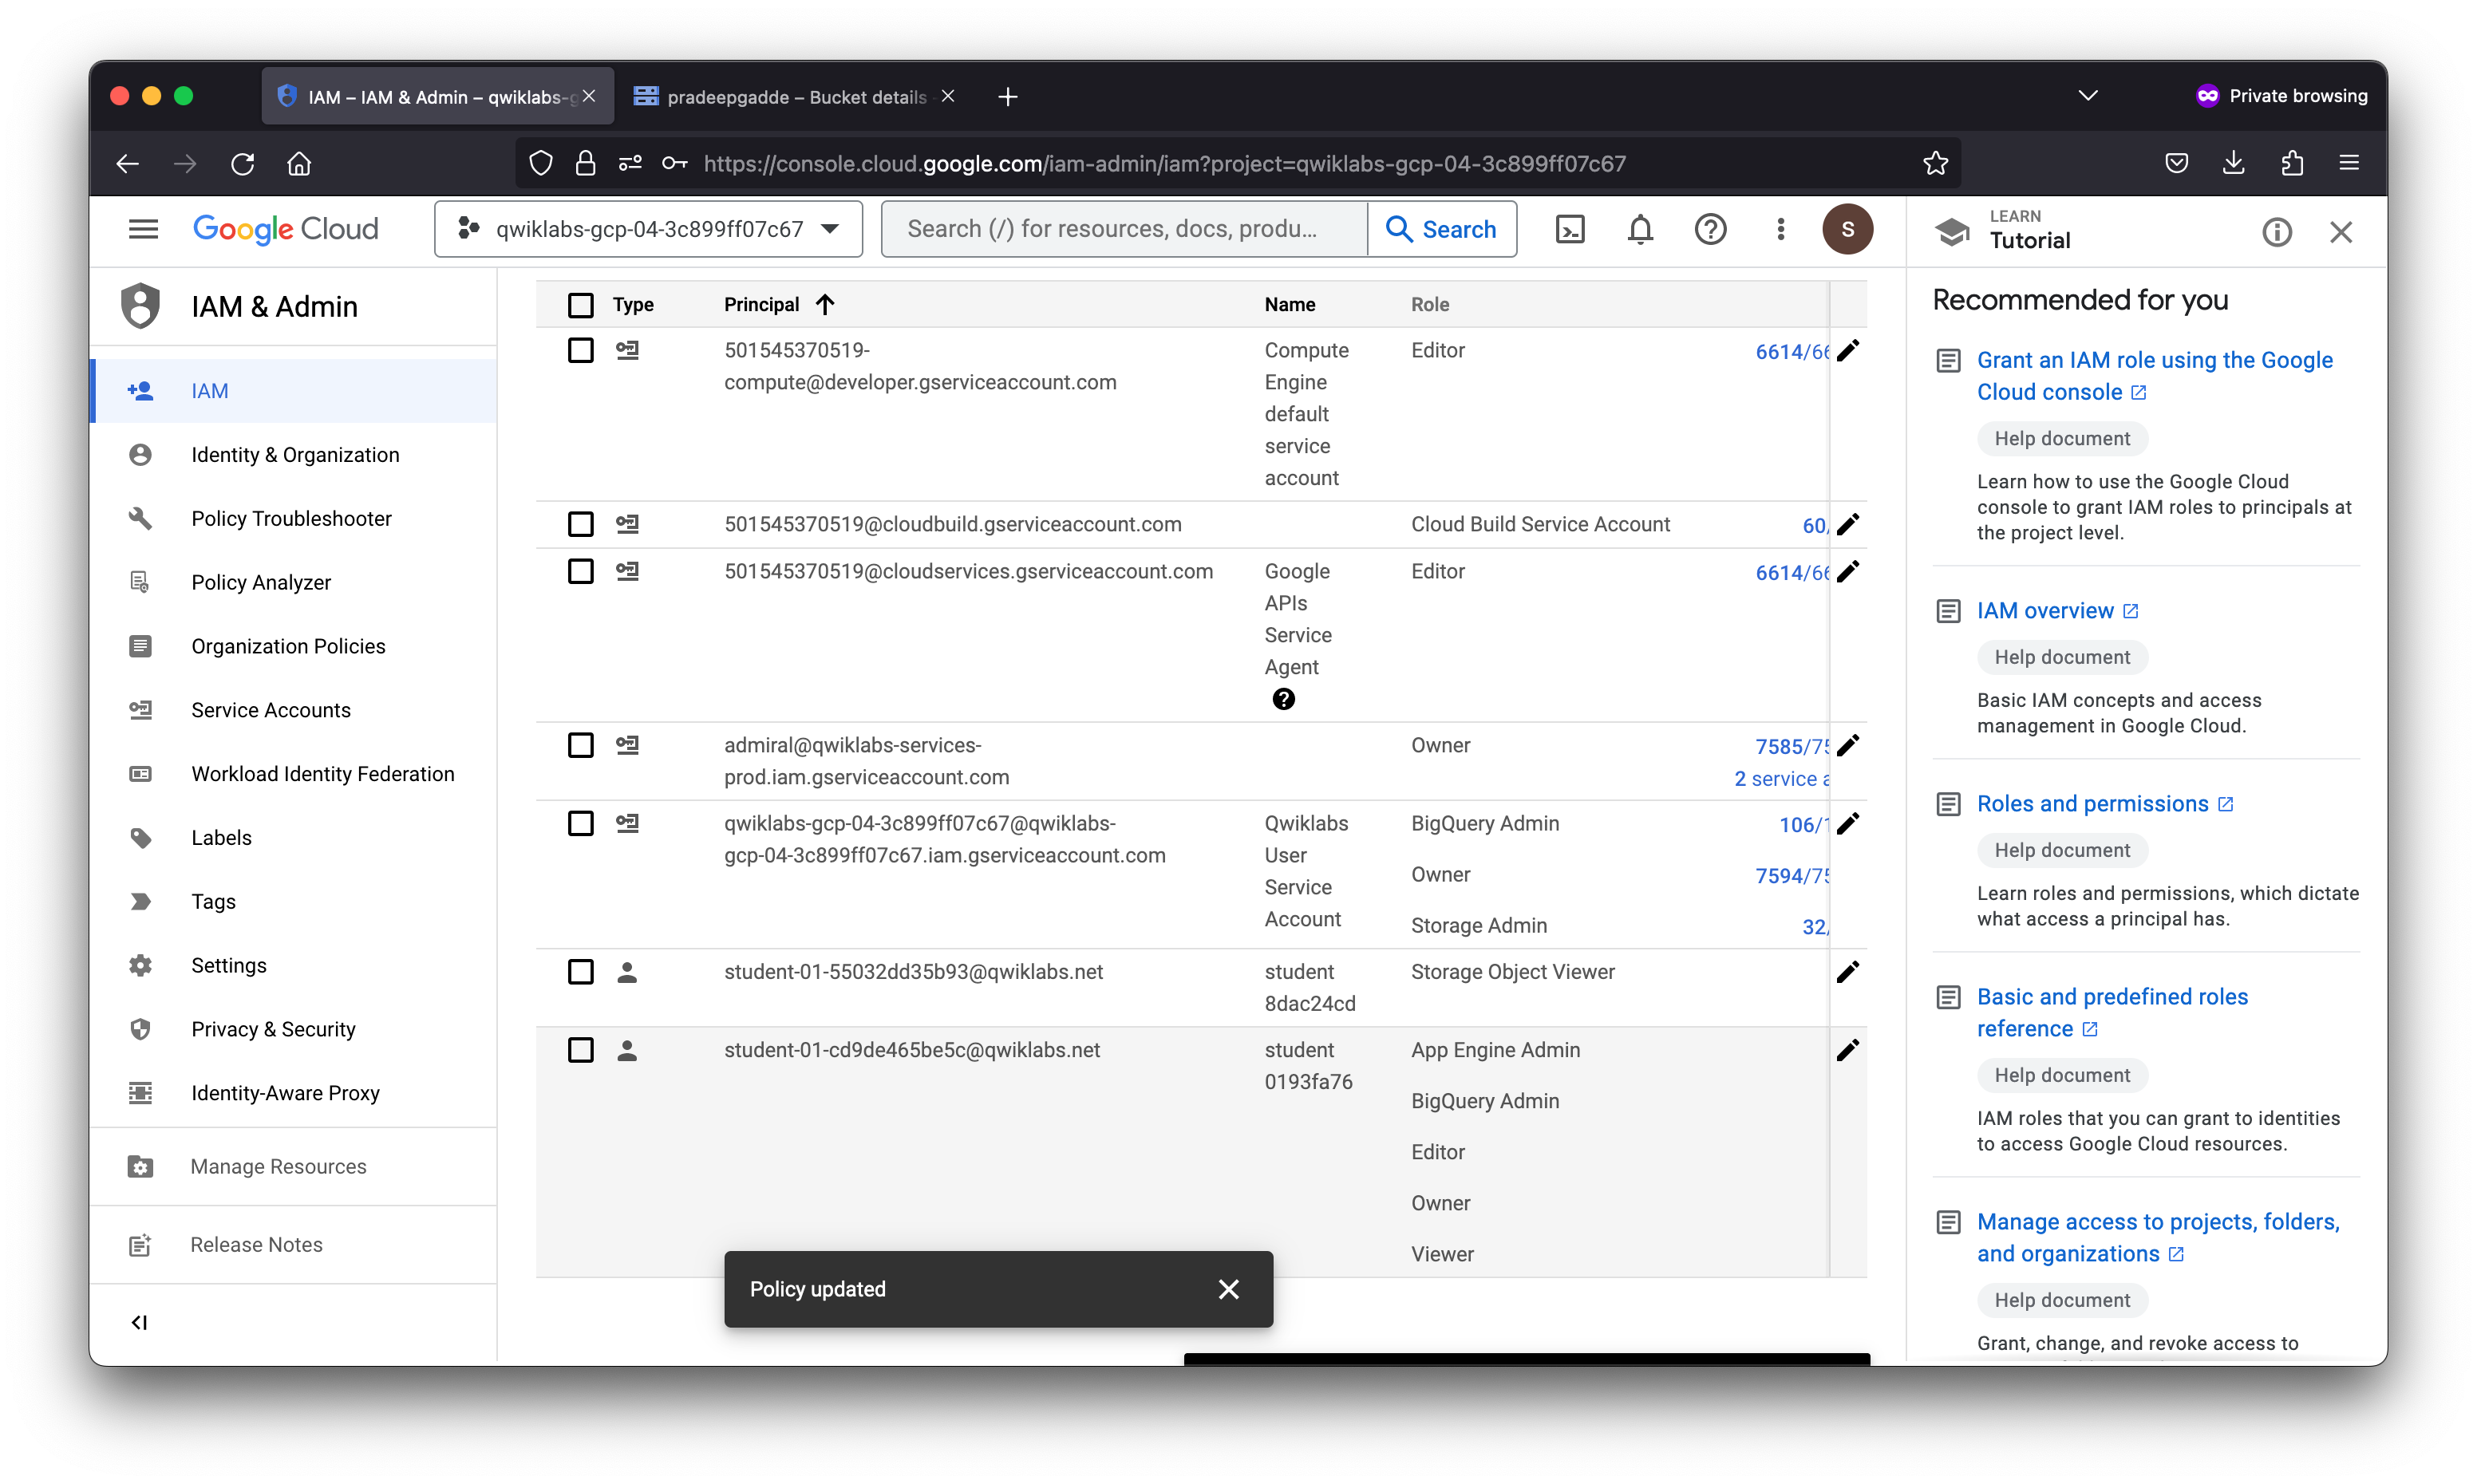 IAM – IAM & Admin – qwiklabs-g
pradeepgadde – Bucket details
Private browsing
https://console.cloud.google.com/iam-admin/iam?project=qwiklabs-gcp-04-3c899ff07c67
Google Cloud
qwiklabs-gcp-04-3c899ff07c67
Search (/) for resources, docs, produ...
Search
S
LEARN
Tutorial
IAM & Admin
IAM
Identity & Organization
Policy Troubleshooter
Policy Analyzer
Organization Policies
Service Accounts
Workload Identity Federation
Labels
Tags
Settings
Privacy & Security
Identity-Aware Proxy
Manage Resources
Release Notes
Type Principal Name Role
501545370519-
compute@developer.gserviceaccount.com
Compute
Engine
default
service
account
Editor
6614/66
501545370519@cloudbuild.gserviceaccount.com
Cloud Build Service Account
60/
501545370519@cloudservices.gserviceaccount.com
Google
APIs
Service
Agent
Editor
6614/66
admiral@qwiklabs-services-
prod.iam.gserviceaccount.com
Owner
7585/75
2 service a
qwiklabs-gcp-04-3c899ff07c67@qwiklabs-
gcp-04-3c899ff07c67.iam.gserviceaccount.com
Qwiklabs
User
Service
Account
BigQuery Admin
106/1
Owner
7594/75
Storage Admin
32/
student-01-55032dd35b93@qwiklabs.net
student
8dac24cd
Storage Object Viewer
student-01-cd9de465be5c@qwiklabs.net
student
0193fa76
App Engine Admin
BigQuery Admin
Editor
Owner
Viewer
Policy updated
Recommended for you
Grant an IAM role using the Google
Cloud console
Help document
Learn how to use the Google Cloud
console to grant IAM roles to principals at
the project level.
IAM overview
Help document
Basic IAM concepts and access
management in Google Cloud.
Roles and permissions
Help document
Learn roles and permissions, which dictate
what access a principal has.
Basic and predefined roles
reference
Help document
IAM roles that you can grant to identities
to access Google Cloud resources.
Manage access to projects, folders,
and organizations
Help document
Grant, change, and revoke access to